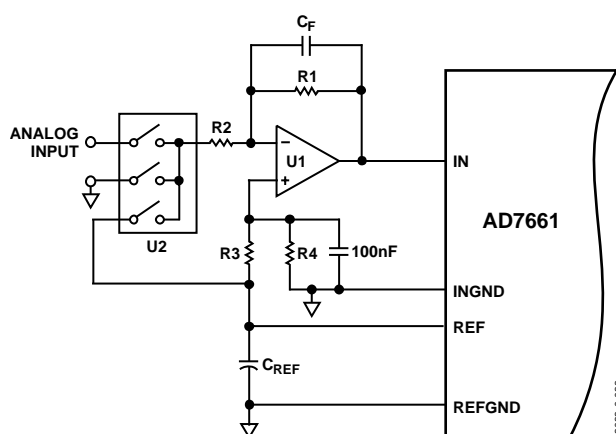 CF
R1
R2
ANALOG
INPUT
−
U1
+
IN
AD7661
U2
R3
R4
100nF
INGND
REF
CREF
REFGND